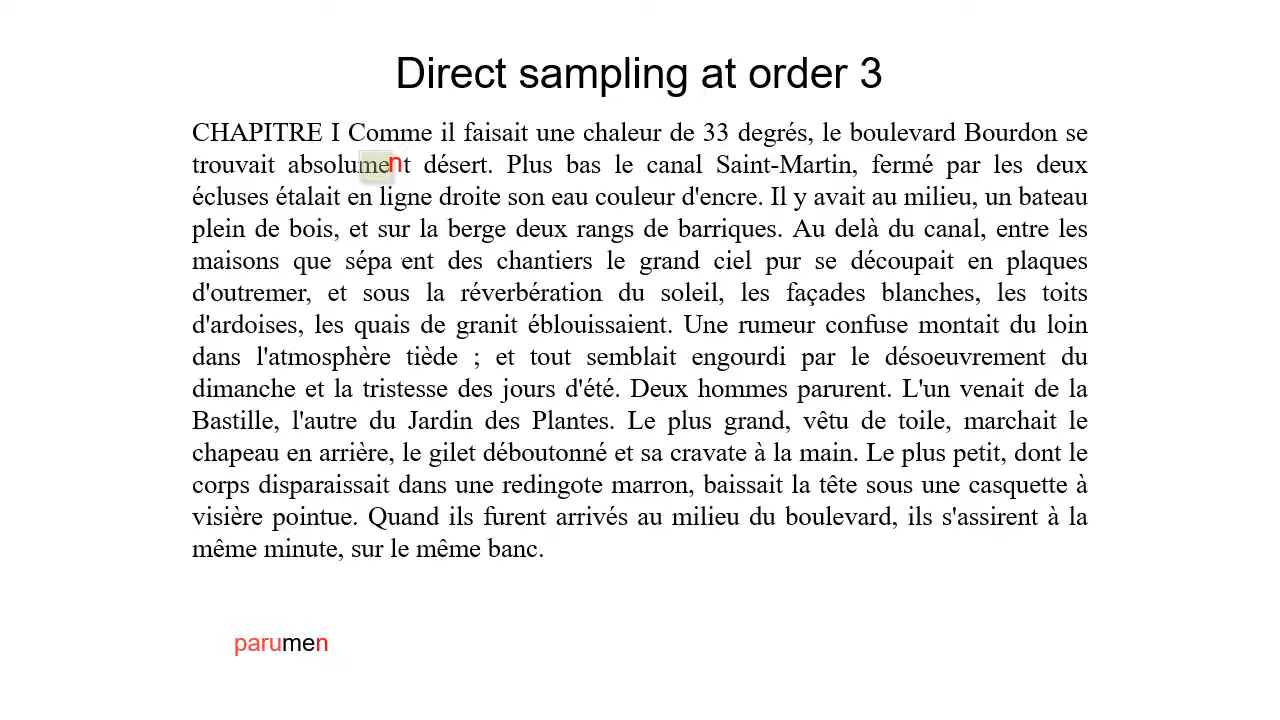 Direct sampling at order 3
CHAPITRE I Comme il faisait une chaleur de 33 degrés, le boulevard Bourdon se
trouvait absolument désert. Plus bas le canal Saint-Martin, fermé par les deux
écluses étalait en ligne droite son eau couleur d'encre. Il y avait au milieu, un bateau
plein de bois, et sur la berge deux rangs de barriques. Au delà du canal, entre les
maisons que sépa ent des chantiers le grand ciel pur se découpait en plaques
d'outremer, et sous la réverbération du soleil, les façades blanches, les toits
d'ardoises, les quais de granit éblouissaient. Une rumeur confuse montait du loin
dans l'atmosphère tiède ; et tout semblait engourdi par le désoeuvrement du
dimanche et la tristesse des jours d'été. Deux hommes parurent. L'un venait de la
Bastille, l'autre du Jardin des Plantes. Le plus grand, vêtu de toile, marchait le
chapeau en arrière, le gilet déboutonné et sa cravate à la main. Le plus petit, dont le
corps disparaissait dans une redingote marron, baissait la tête sous une casquette à
visière pointue. Quand ils furent arrivés au milieu du boulevard, ils s'assirent à la
même minute, sur le même banc.
parumen